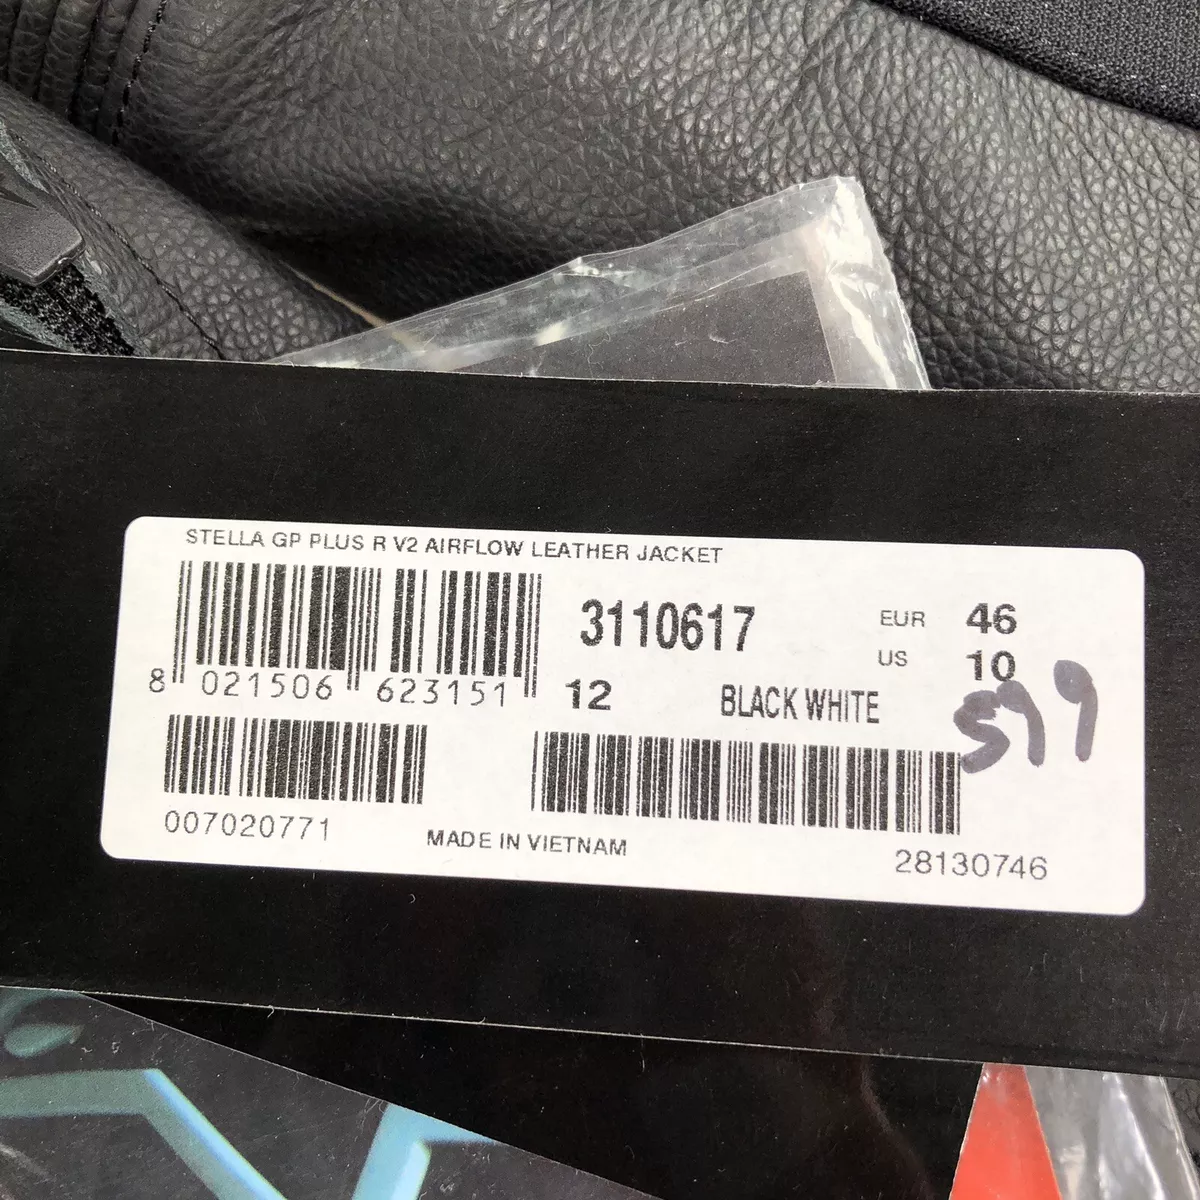 STELLA GP PLUS R V2 AIRFLOW LEATHER JACKET
3110617
EUR 46
US 10
8 021506 623151
12 BLACK WHITE
599
007020771
MADE IN VIETNAM
28130746